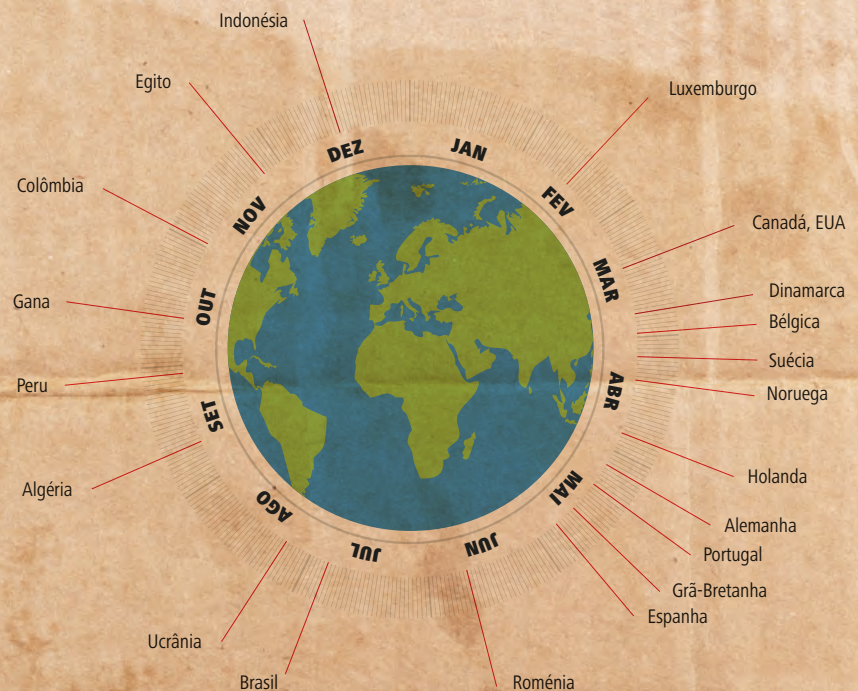 Indonésia
Egito
Luxemburgo
DEZ
JAN
Colômbia
NOV
FEV
Canadá, EUA
MAR
Dinamarca
Gana
OUT
Bélgica
Suécia
Peru
ABR
Noruega
SET
Holanda
Algéria
MAI
AGO
Alemanha
Portugal
JUL
JUN
Grã-Bretanha
Espanha
Ucrânia
Brasil
Roménia